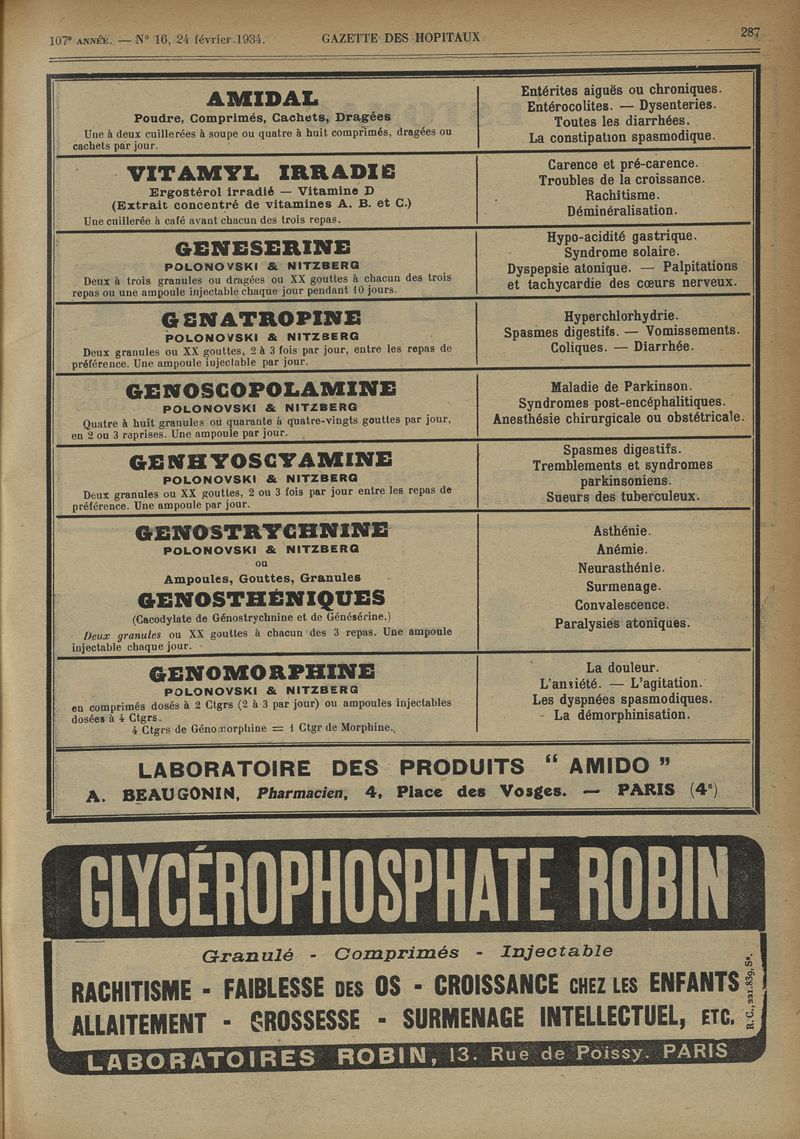 107e ANNÉE. — N° 16, 24 février 1934.
GAZETTE DES HOPITAUX
287
AMIDAL
Poudre, Comprimés, Cachets, Dragées
Une à deux cuillerées à soupe ou quatre à huit comprimés, dragées ou
cachets par jour.
Entérites aiguës ou chroniques.
Entérocolites. — Dysenteries.
Toutes les diarrhées.
La constipation spasmodique.
VITAMYL IRRADIÉ
Ergostérol irradié — Vitamine D
(Extrait concentré de vitamines A. B. et C.)
Une cuillerée à café avant chacun des trois repas.
Carence et pré-carence.
Troubles de la croissance.
Rachitisme.
Déminéralisation.
GENESERINE
POLONOVSKI & NITZBERG
Deux à trois granules ou dragées ou XX gouttes à chacun des trois
repas ou une ampoule injectable chaque jour pendant 10 jours.
Hypo-acidité gastrique.
Syndrome solaire.
Dyspepsie atonique. — Palpitations
et tachycardie des cœurs nerveux.
GENATROPINE
POLONOVSKI & NITZBERG
Deux granules ou XX gouttes, 2 à 3 fois par jour, entre les repas de
préférence. Une ampoule injectable par jour.
Hyperchlorhydrie.
Spasmes digestifs. — Vomissements.
Coliques. — Diarrhée.
GENOSCOPOLAMINE
POLONOVSKI & NITZBERG
Quatre à huit granules ou quarante à quatre-vingts gouttes par jour,
en 2 ou 3 reprises. Une ampoule par jour.
Maladie de Parkinson.
Syndromes post-encéphalitiques.
Anesthésie chirurgicale ou obstétricale.
GENHYOSCYAMINE
POLONOVSKI & NITZBERG
Deux granules ou XX gouttes, 2 ou 3 fois par jour entre les repas de
préférence. Une ampoule par jour.
Spasmes digestifs.
Tremblements et syndromes
parkinsoniens.
Sueurs des tuberculeux.
GENOSTRYCHNINE
POLONOVSKI & NITZBERG
ou
Ampoules, Gouttes, Granules
GENOSTHÉNIQUES
(Cacodylate de Génostrychnine et de Génésérine.)
Deux granules ou XX gouttes à chacun des 3 repas. Une ampoule
injectable chaque jour.
Asthénie.
Anémie.
Neurasthénie.
Surmenage.
Convalescence.
Paralysies atoniques.
GENOMORPHINE
POLONOVSKI & NITZBERG
en comprimés dosés à 2 Ctgrs (2 à 3 par jour) ou ampoules injectables
dosées à 4 Ctgrs.
4 Ctgrs de Génomorphine = 1 Ctgr de Morphine.
La douleur.
L'anxiété. — L'agitation.
Les dyspnées spasmodiques.
La démorphinisation.
LABORATOIRE DES PRODUITS “ AMIDO ”
A. BEAUGONIN, Pharmacien, 4, Place des Vosges. — PARIS (4e)
GLYCÉROPHOSPHATE ROBIN
Granulé - Comprimés - Injectable
RACHITISME - FAIBLESSE DES OS - CROISSANCE CHEZ LES ENFANTS
ALLAITEMENT - GROSSESSE - SURMENAGE INTELLECTUEL, ETC.
R. C., 221.839, Se.
LABORATOIRES ROBIN, 13. Rue de Poissy. PARIS